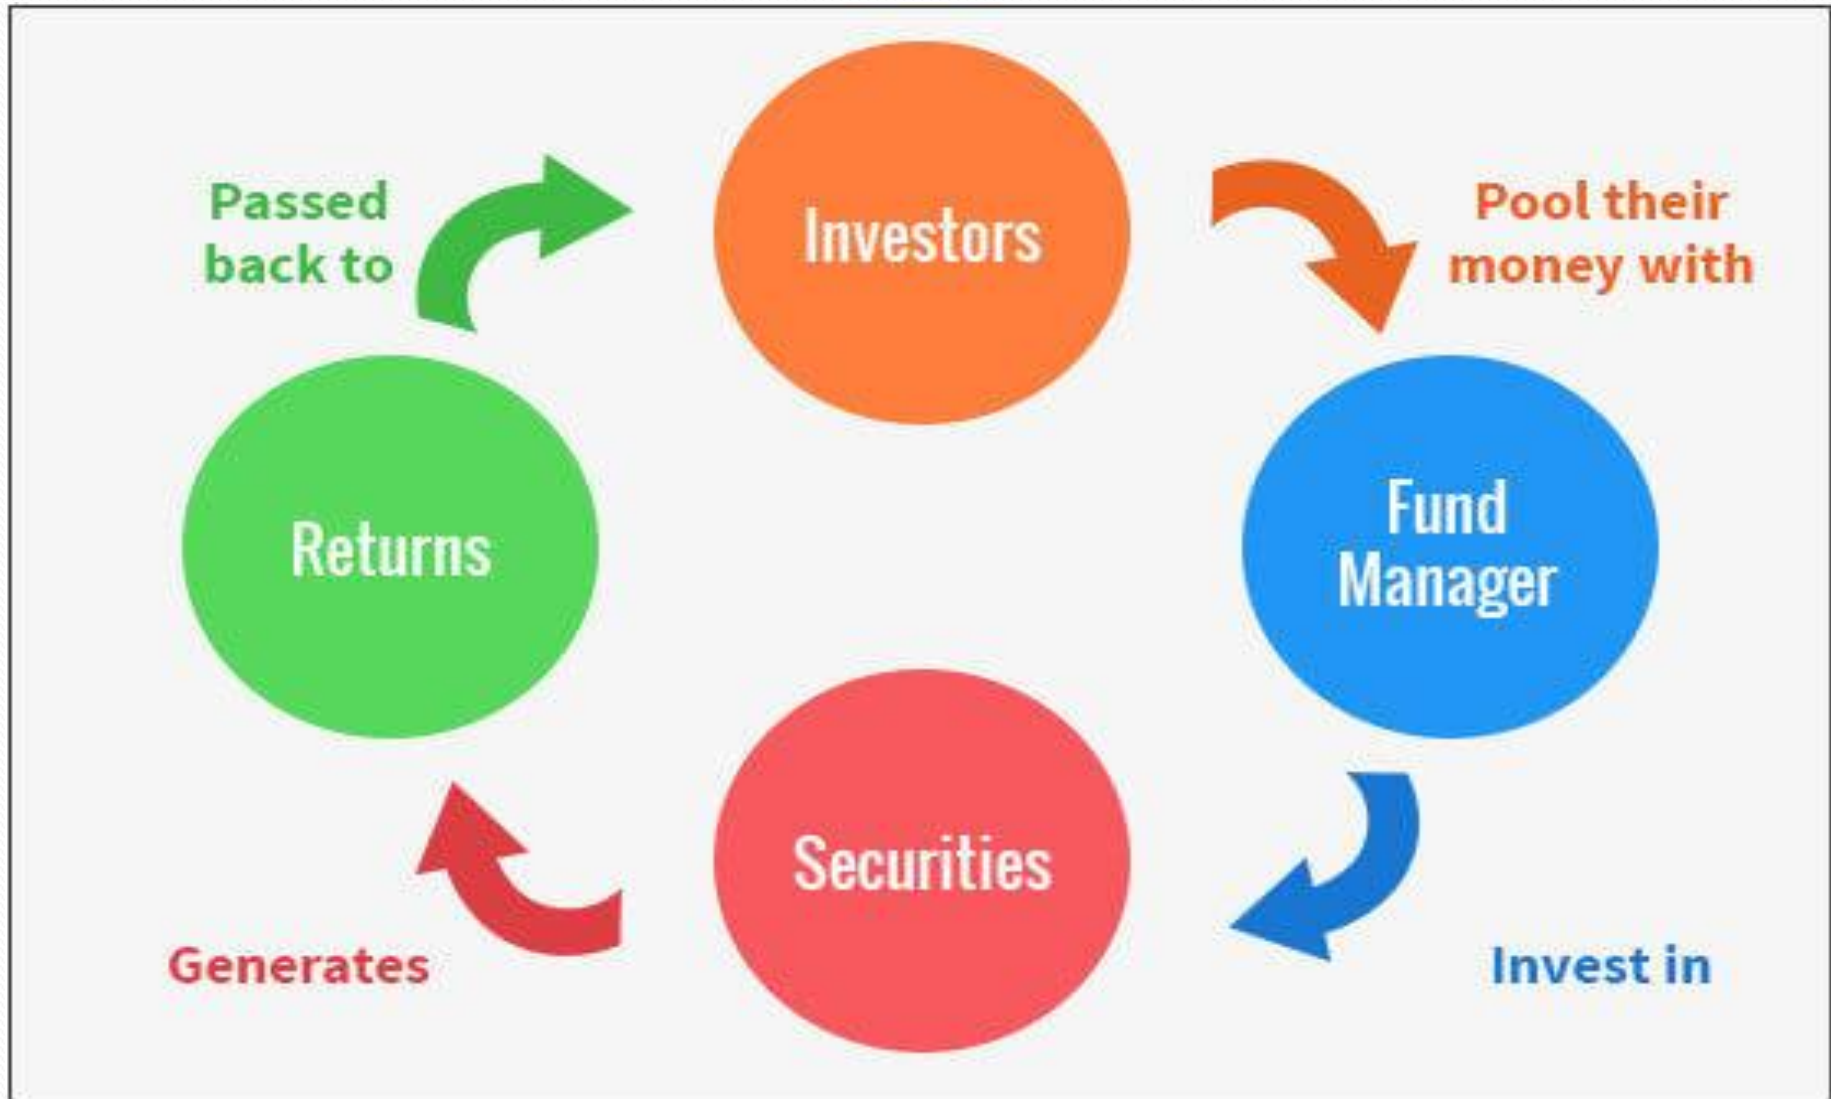 Investors
Pool their
money with
Fund
Manager
Invest in
Securities
Generates
Returns
Passed
back to